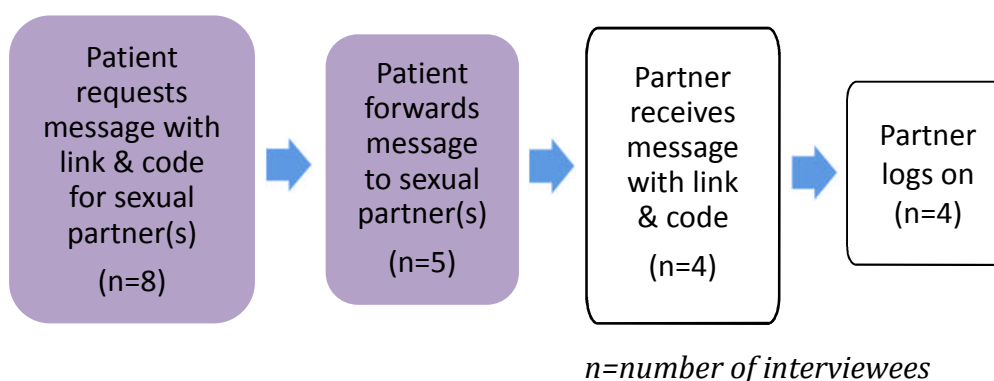 Patient
requests
message with
link & code
for sexual
partner(s)
(n=8)
Patient
forwards
message
to sexual
partner(s)
(n=5)
Partner
receives
message
with link
& code
(n=4)
Partner
logs on
(n=4)
n=number of interviewees